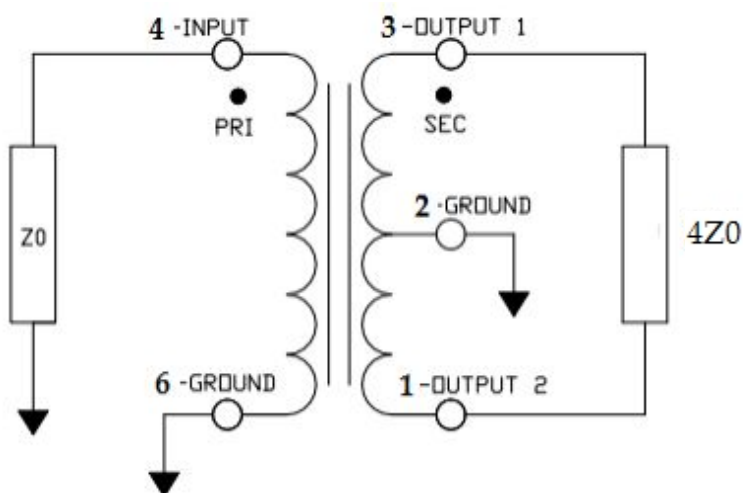 4 -INPUT
3-OUTPUT 1
PRI
SEC
2 -GROUND
Z0
4Z0
6 -GROUND
1-OUTPUT 2